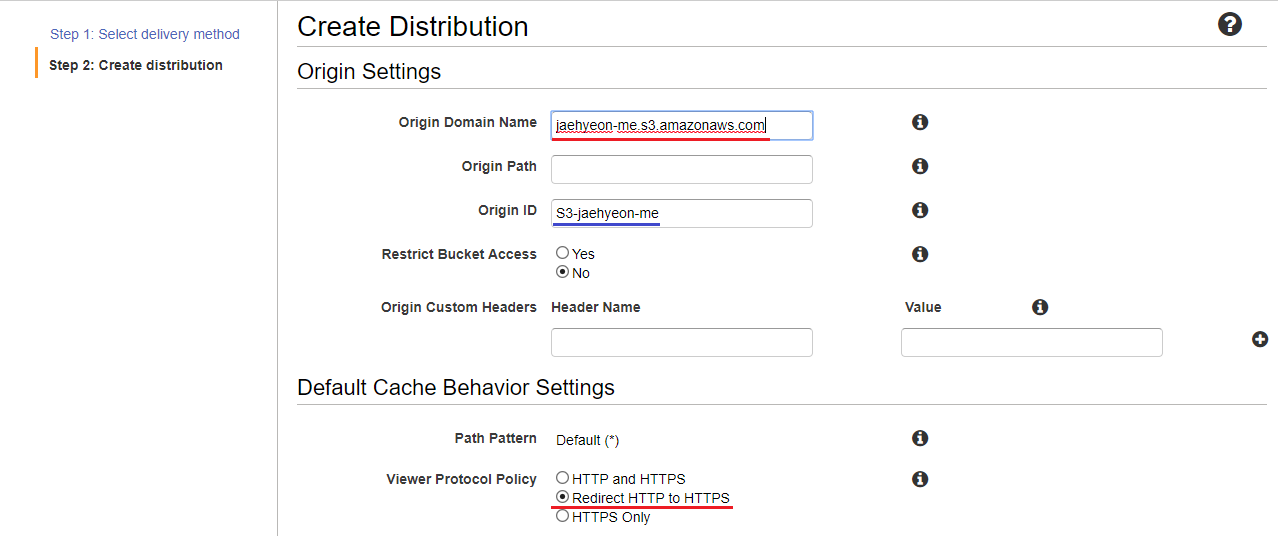 Step 1: Select delivery method
Step 2: Create distribution
Create Distribution
Origin Settings
Origin Domain Name jaehyeon-me.s3.amazonaws.com
Origin Path
Origin ID S3-jaehyeon-me
Restrict Bucket Access Yes
No
Origin Custom Headers Header Name Value
Default Cache Behavior Settings
Path Pattern Default (*)
Viewer Protocol Policy HTTP and HTTPS
Redirect HTTP to HTTPS
HTTPS Only